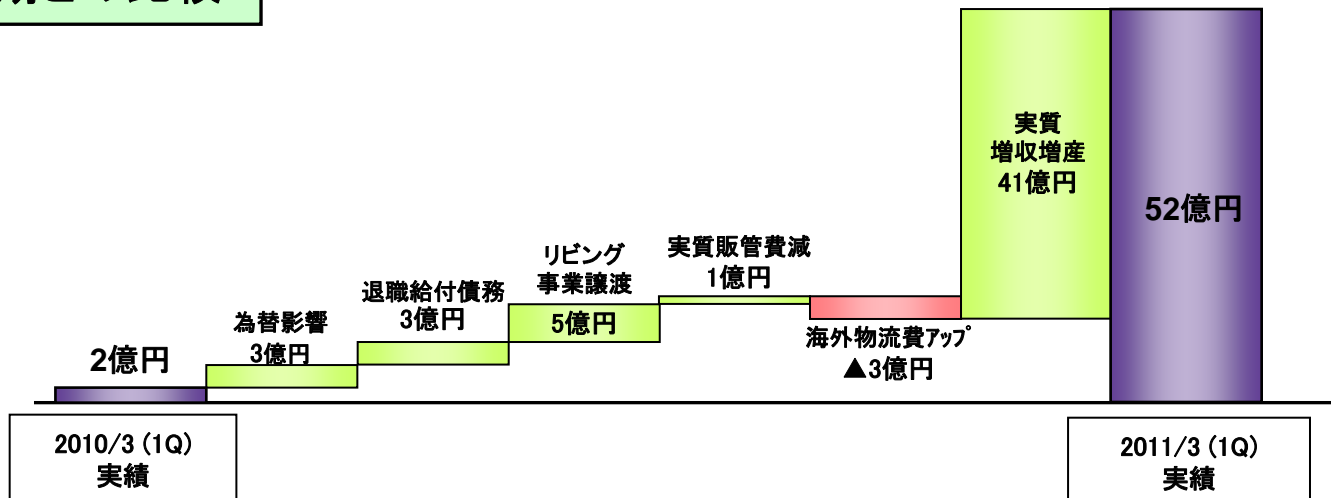 2億円
為替影響
3億円
退職給付債務
3億円
リビング
事業譲渡
5億円
実質販管費減
1億円
海外物流費アップ
▲3億円
実質
増収増産
41億円
52億円
2010/3 (1Q)
実績
2011/3 (1Q)
実績